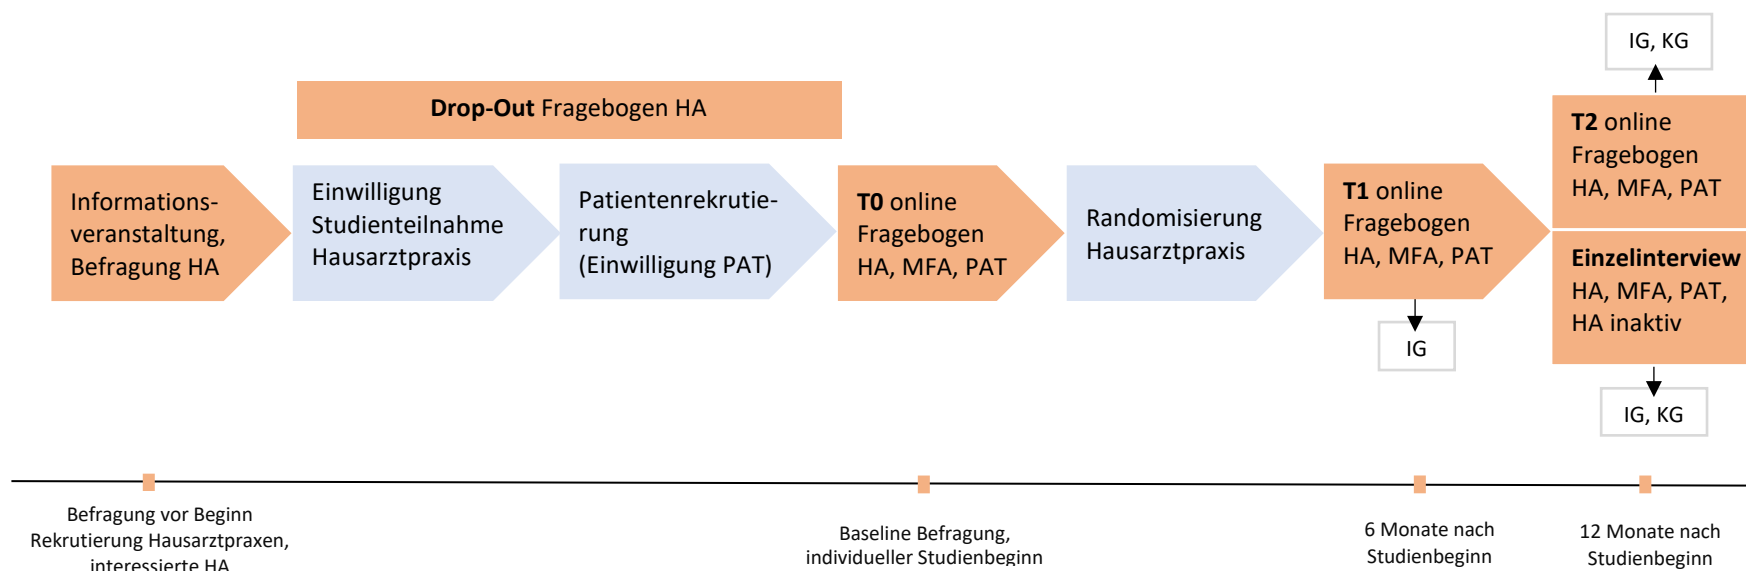 IG, KG
Drop-Out Fragebogen HA
Informations-
veranstaltung,
Befragung HA
Einwilligung
Studienteilnahme
Hausarztpraxis
Patientenrekrutie-
rung
(Einwilligung PAT)
T0 online
Fragebogen
HA, MFA, PAT
Randomisierung
Hausarztpraxis
T1 online
Fragebogen
HA, MFA, PAT
T2 online
Fragebogen
HA, MFA, PAT
Einzelinterview
HA, MFA, PAT,
HA inaktiv
IG
IG, KG
Befragung vor Beginn
Rekrutierung Hausarztpraxen,
interessierte HA
Baseline Befragung,
individueller Studienbeginn
6 Monate nach
Studienbeginn
12 Monate nach
Studienbeginn